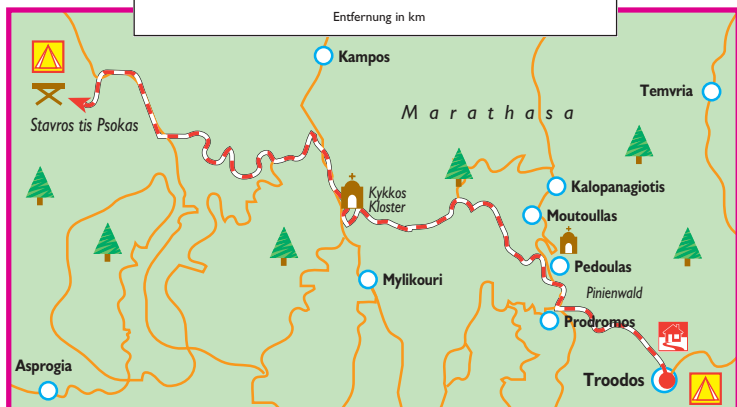 Entfernung in km
Kampos
Marathasa
Temvria
Stavros tis Psokas
Kalopanagiotis
Kykkos
Kloster
Moutoullas
Pedoulas
Mylikouri
Pinienwald
Prodromos
Asprogia
Troodos